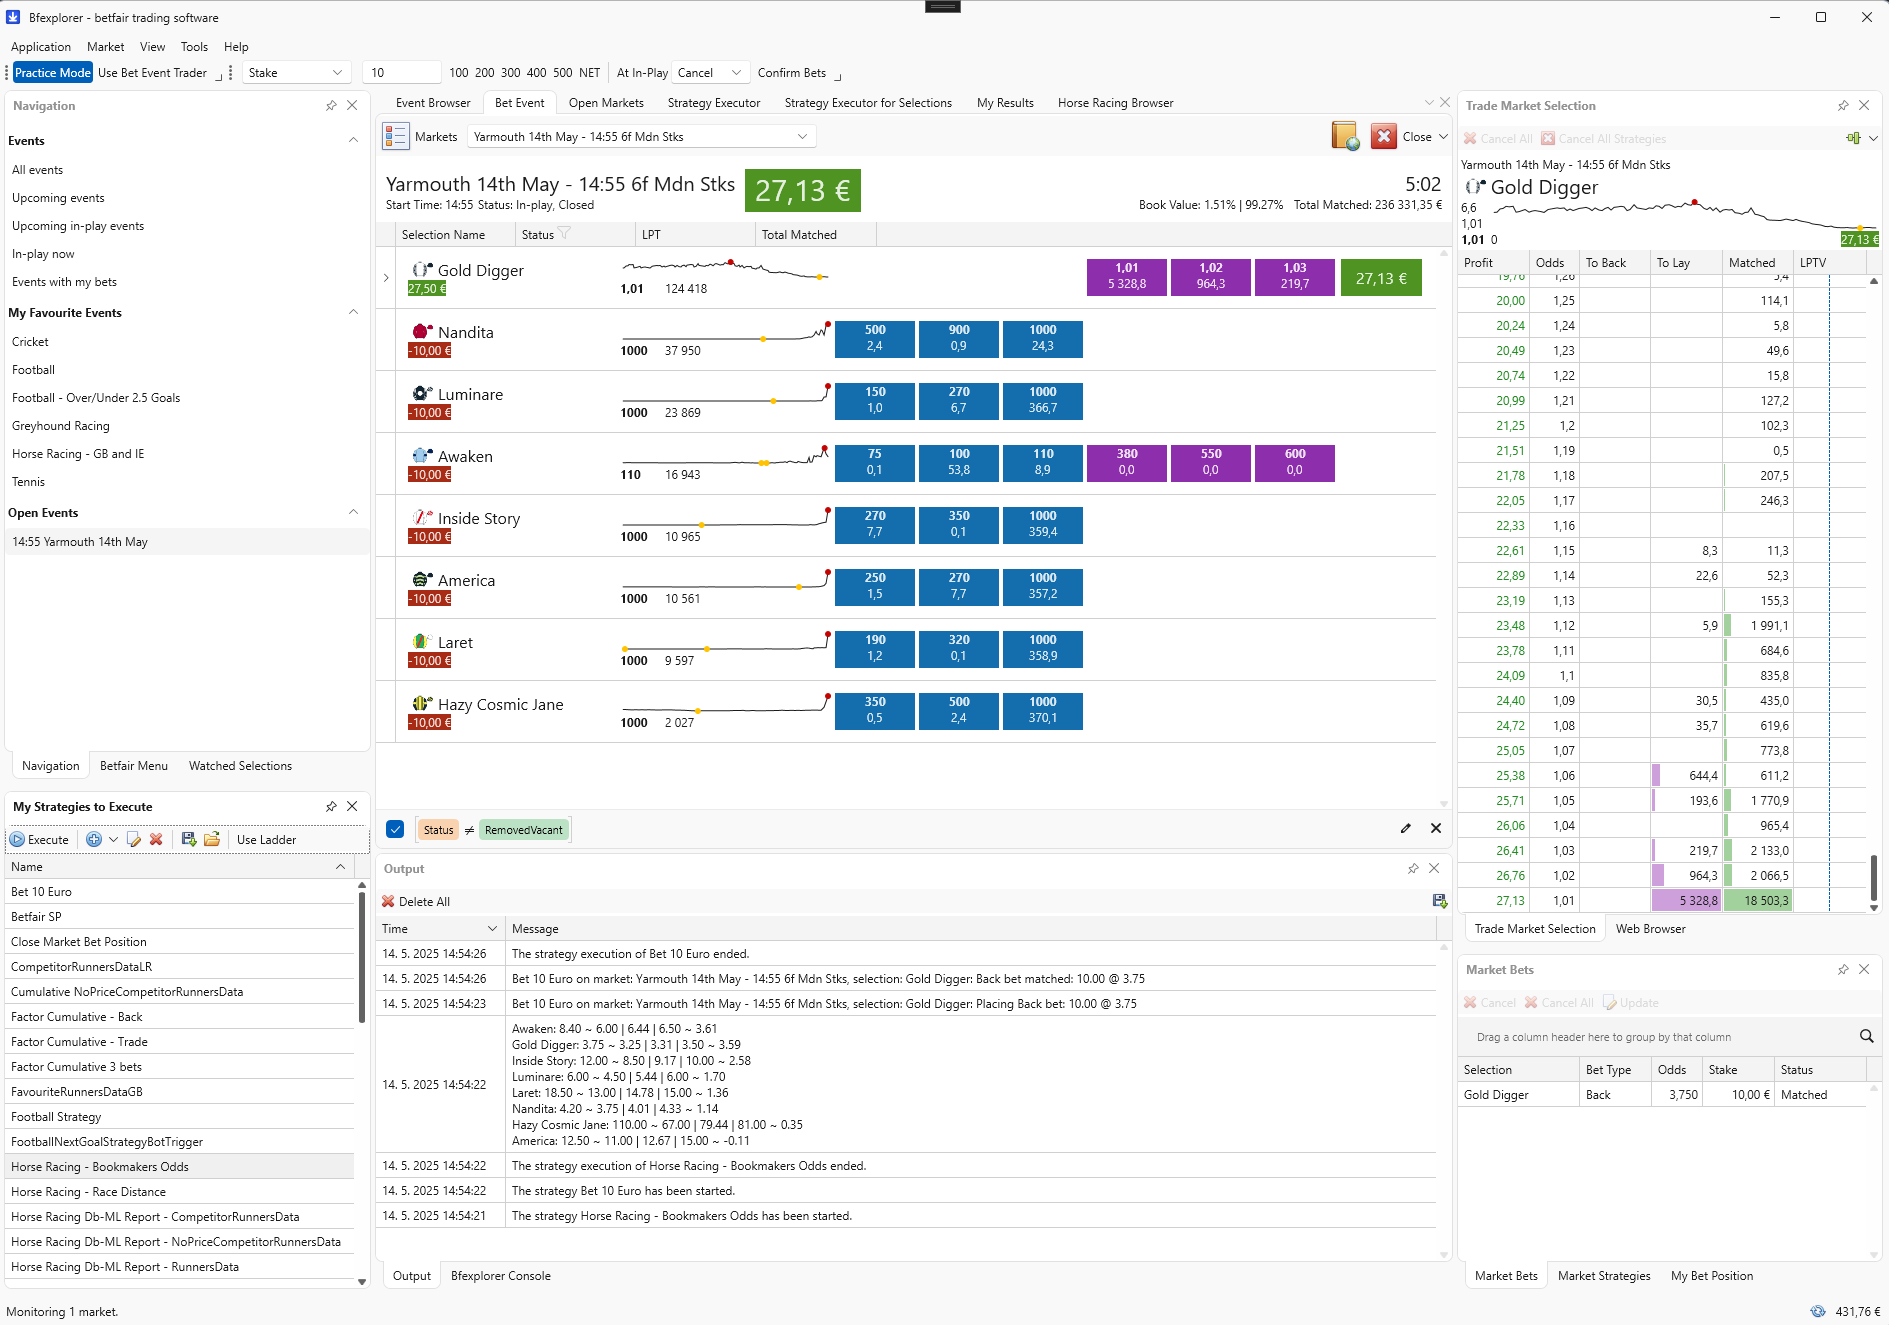 Bfexplorer - betfair trading software
Application Market View Tools Help
Practice Mode Use Bet Event Trader Stake 10 100 200 300 400 500 NET At In-Play Cancel Confirm Bets
Navigation
Events
All events
Upcoming events
Upcoming in-play events
In-play now
Events with my bets
My Favourite Events
Cricket
Football
Football - Over/Under 2.5 Goals
Greyhound Racing
Horse Racing - GB and IE
Tennis
Open Events
14:55 Yarmouth 14th May
Navigation Betfair Menu Watched Selections
My Strategies to Execute
Execute Use Ladder
Name
Bet 10 Euro
Betfair SP
Close Market Bet Position
CompetitorRunnersDataLR
Cumulative NoPriceCompetitorRunnersData
Factor Cumulative - Back
Factor Cumulative - Trade
Factor Cumulative 3 bets
FavouriteRunnersDataGB
Football Strategy
FootballNextGoalStrategyBotTrigger
Horse Racing - Bookmakers Odds
Horse Racing - Race Distance
Horse Racing Db-ML Report - CompetitorRunnersData
Horse Racing Db-ML Report - NoPriceCompetitorRunnersData
Horse Racing Db-ML Report - RunnersData
Event Browser Bet Event Open Markets Strategy Executor Strategy Executor for Selections My Results Horse Racing Browser
Markets Yarmouth 14th May - 14:55 6f Mdn Stks Close
Yarmouth 14th May - 14:55 6f Mdn Stks 27,13 € 5:02
Start Time: 14:55 Status: In-play, Closed Book Value: 1.51% | 99.27% Total Matched: 236 331,35 €
Selection Name Status LPT Total Matched
Gold Digger 1,01 1,02 1,03
27,50 € 1,01 124 418 5 328,8 964,3 219,7 27,13 €
Nandita 500 900 1000
-10,00 € 1000 37 950 2,4 0,9 24,3
Luminare 150 270 1000
-10,00 € 1000 23 869 1,0 6,7 366,7
Awaken 75 100 110 380 550 600
-10,00 € 110 16 943 0,1 53,8 8,9 0,0 0,0 0,0
Inside Story 270 350 1000
-10,00 € 1000 10 965 7,7 0,1 359,4
America 250 270 1000
-10,00 € 1000 10 561 1,5 7,7 357,2
Laret 190 320 1000
-10,00 € 1000 9 597 1,2 0,1 358,9
Hazy Cosmic Jane 350 500 1000
-10,00 € 1000 2 027 0,5 2,4 370,1
Status ≠ RemovedVacant
Output
Delete All
Time Message
14. 5. 2025 14:54:26 The strategy execution of Bet 10 Euro ended.
14. 5. 2025 14:54:26 Bet 10 Euro on market: Yarmouth 14th May - 14:55 6f Mdn Stks, selection: Gold Digger: Back bet matched: 10.00 @ 3.75
14. 5. 2025 14:54:23 Bet 10 Euro on market: Yarmouth 14th May - 14:55 6f Mdn Stks, selection: Gold Digger: Placing Back bet: 10.00 @ 3.75
Awaken: 8.40 ~ 6.00 | 6.44 | 6.50 ~ 3.61
Gold Digger: 3.75 ~ 3.25 | 3.31 | 3.50 ~ 3.59
Inside Story: 12.00 ~ 8.50 | 9.17 | 10.00 ~ 2.58
Luminare: 6.00 ~ 4.50 | 5.44 | 6.00 ~ 1.70
14. 5. 2025 14:54:22
Laret: 18.50 ~ 13.00 | 14.78 | 15.00 ~ 1.36
Nandita: 4.20 ~ 3.75 | 4.01 | 4.33 ~ 1.14
Hazy Cosmic Jane: 110.00 ~ 67.00 | 79.44 | 81.00 ~ 0.35
America: 12.50 ~ 11.00 | 12.67 | 15.00 ~ -0.11
14. 5. 2025 14:54:22 The strategy execution of Horse Racing - Bookmakers Odds ended.
14. 5. 2025 14:54:22 The strategy Bet 10 Euro has been started.
14. 5. 2025 14:54:21 The strategy Horse Racing - Bookmakers Odds has been started.
Output Bfexplorer Console
Trade Market Selection
Cancel All Cancel All Strategies
Yarmouth 14th May - 14:55 6f Mdn Stks
Gold Digger
6,6
1,01
1,01 0 27,13 €
Profit Odds To Back To Lay Matched LPTV
19,76 1,26 5,4
20,00 1,25 114,1
20,24 1,24 5,8
20,49 1,23 49,6
20,74 1,22 15,8
20,99 1,21 127,2
21,25 1,2 102,3
21,51 1,19 0,5
21,78 1,18 207,5
22,05 1,17 246,3
22,33 1,16
22,61 1,15 8,3 11,3
22,89 1,14 22,6 52,3
23,19 1,13 155,3
23,48 1,12 5,9 1 991,1
23,78 1,11 684,6
24,09 1,1 835,8
24,40 1,09 30,5 435,0
24,72 1,08 35,7 619,6
25,05 1,07 773,8
25,38 1,06 644,4 611,2
25,71 1,05 193,6 1 770,9
26,06 1,04 965,4
26,41 1,03 219,7 2 133,0
26,76 1,02 964,3 2 066,5
27,13 1,01 5 328,8 18 503,3
Trade Market Selection Web Browser
Market Bets
Cancel Cancel All Update
Drag a column header here to group by that column
Selection Bet Type Odds Stake Status
Gold Digger Back 3,750 10,00 € Matched
Market Bets Market Strategies My Bet Position
Monitoring 1 market. 431,76 €